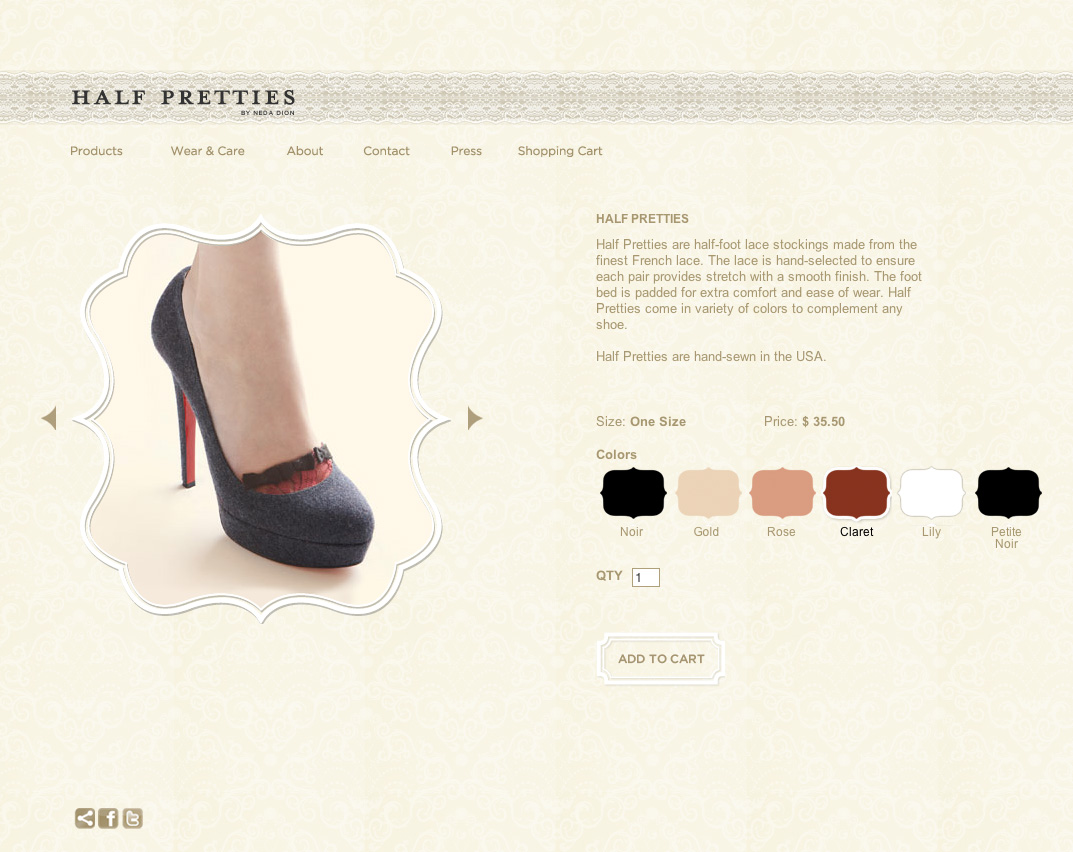 HALF PRETTIES
BY NEDA DION
Products Wear & Care About Contact Press Shopping Cart
HALF PRETTIES
Half Pretties are half-foot lace stockings made from the
finest French lace. The lace is hand-selected to ensure
each pair provides stretch with a smooth finish. The foot
bed is padded for extra comfort and ease of wear. Half
Pretties come in variety of colors to complement any
shoe.
Half Pretties are hand-sewn in the USA.
Size: One Size Price: $ 35.50
Colors
Noir Gold Rose Claret Lily Petite
Noir
QTY 1
ADD TO CART